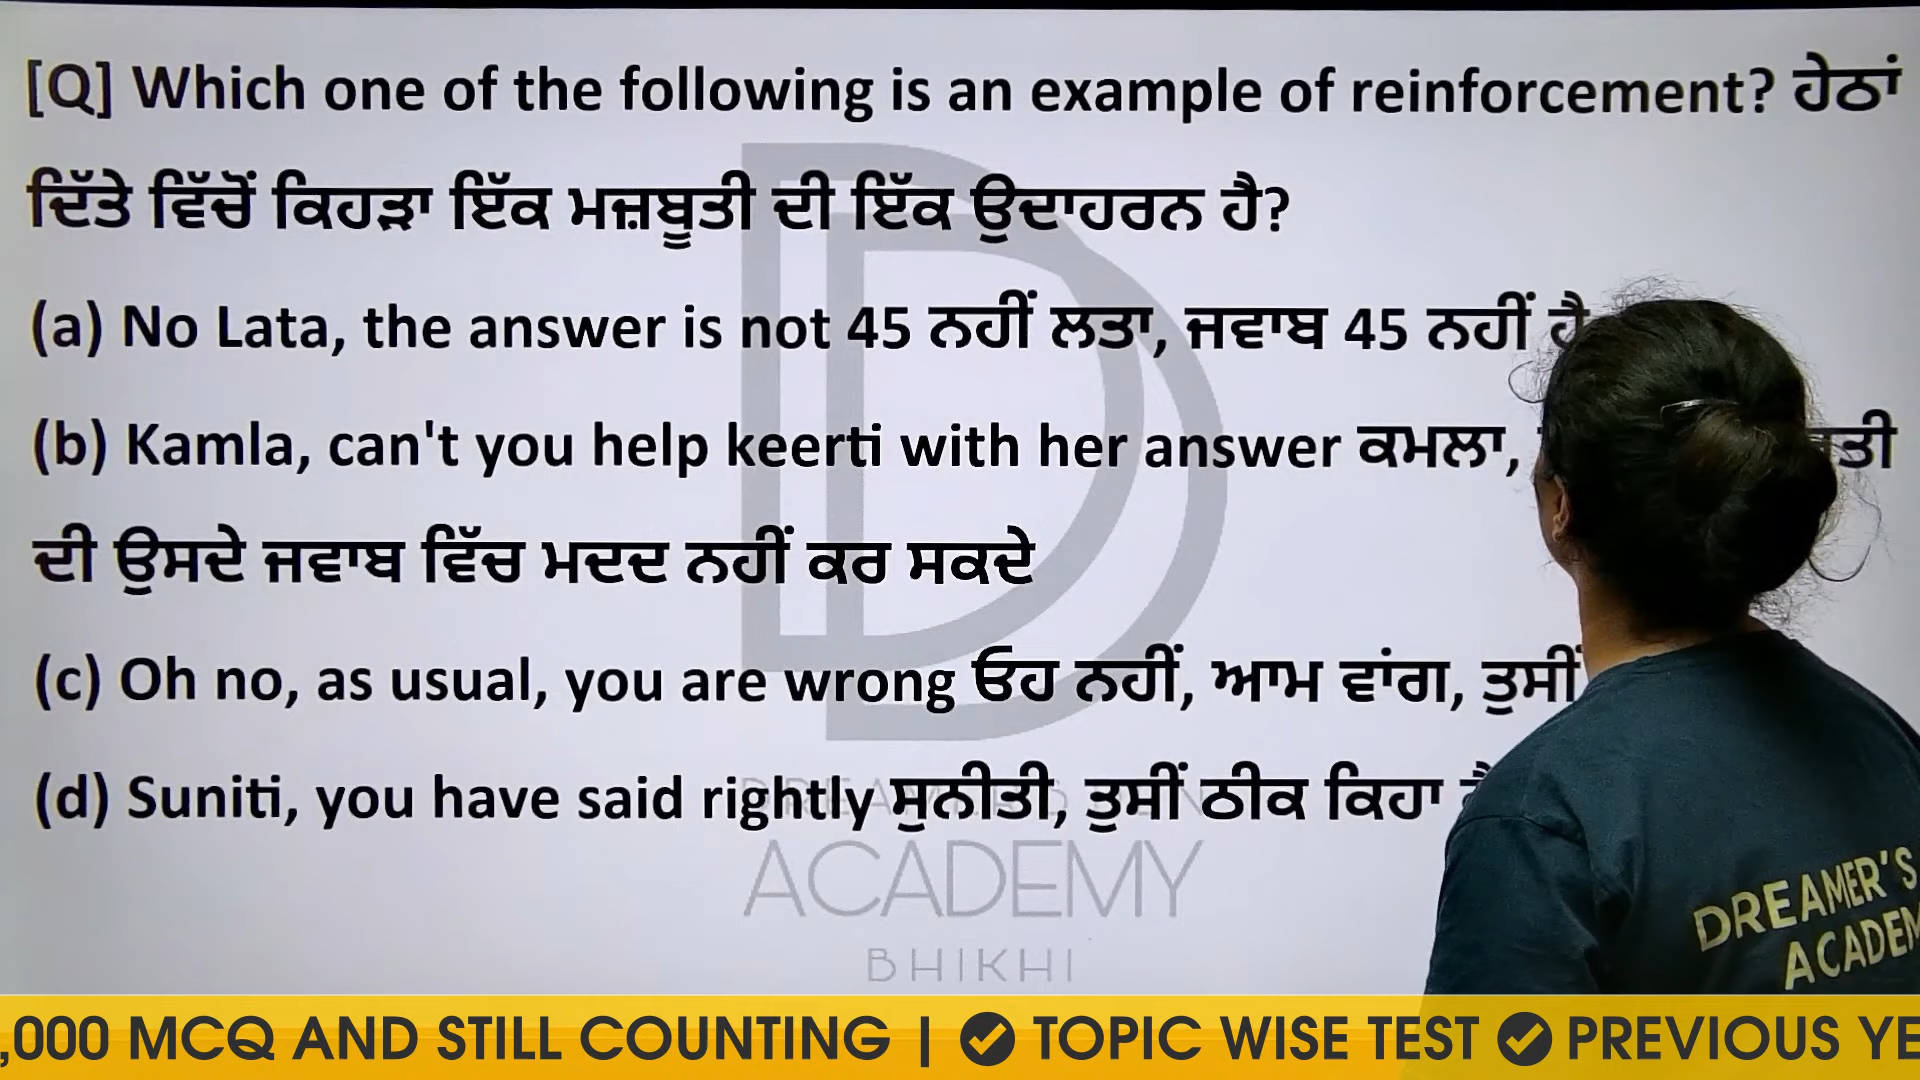 [Q] Which one of the following is an example of reinforcement? ਹੇਠਾਂ
ਦਿੱਤੇ ਵਿੱਚੋਂ ਕਿਹੜਾ ਇੱਕ ਮਜ਼ਬੂਤੀ ਦੀ ਇੱਕ ਉਦਾਹਰਨ ਹੈ?
(a) No Lata, the answer is not 45 ਨਹੀਂ ਲਤਾ, ਜਵਾਬ 45 ਨਹੀਂ ਹੈ
(b) Kamla, can't you help keerti with her answer ਕਮਲਾ,
ਦੀ ਉਸਦੇ ਜਵਾਬ ਵਿੱਚ ਮਦਦ ਨਹੀਂ ਕਰ ਸਕਦੇ
(c) Oh no, as usual, you are wrong ਓਹ ਨਹੀਂ, ਆਮ ਵਾਂਗ, ਤੁਸੀਂ
(d) Suniti, you have said rightly ਸੁਨੀਤੀ, ਤੁਸੀਂ ਠੀਕ ਕਿਹਾ
ACADEMY
BHIKHI
DREAMER'S
ACADEM
,000 MCQ AND STILL COUNTING | TOPIC WISE TEST PREVIOUS YE